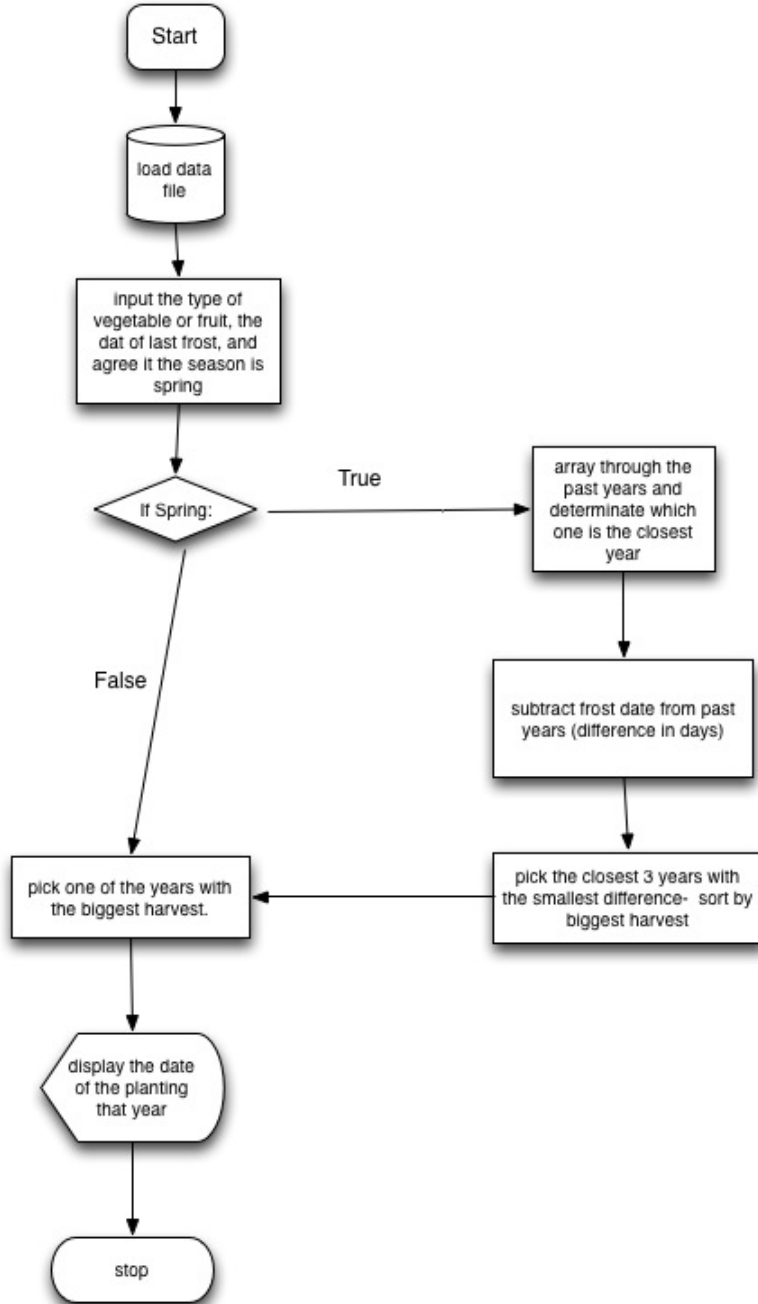 Start
load data
file
input the type of
vegetable or fruit, the
dat of last frost, and
agree it the season is
spring
If Spring:
True
array through the
past years and
determinate which
one is the closest
year
False
subtract frost date from past
years (difference in days)
pick the closest 3 years with
the smallest difference- sort by
biggest harvest
pick one of the years with
the biggest harvest.
display the date
of the planting
that year
stop